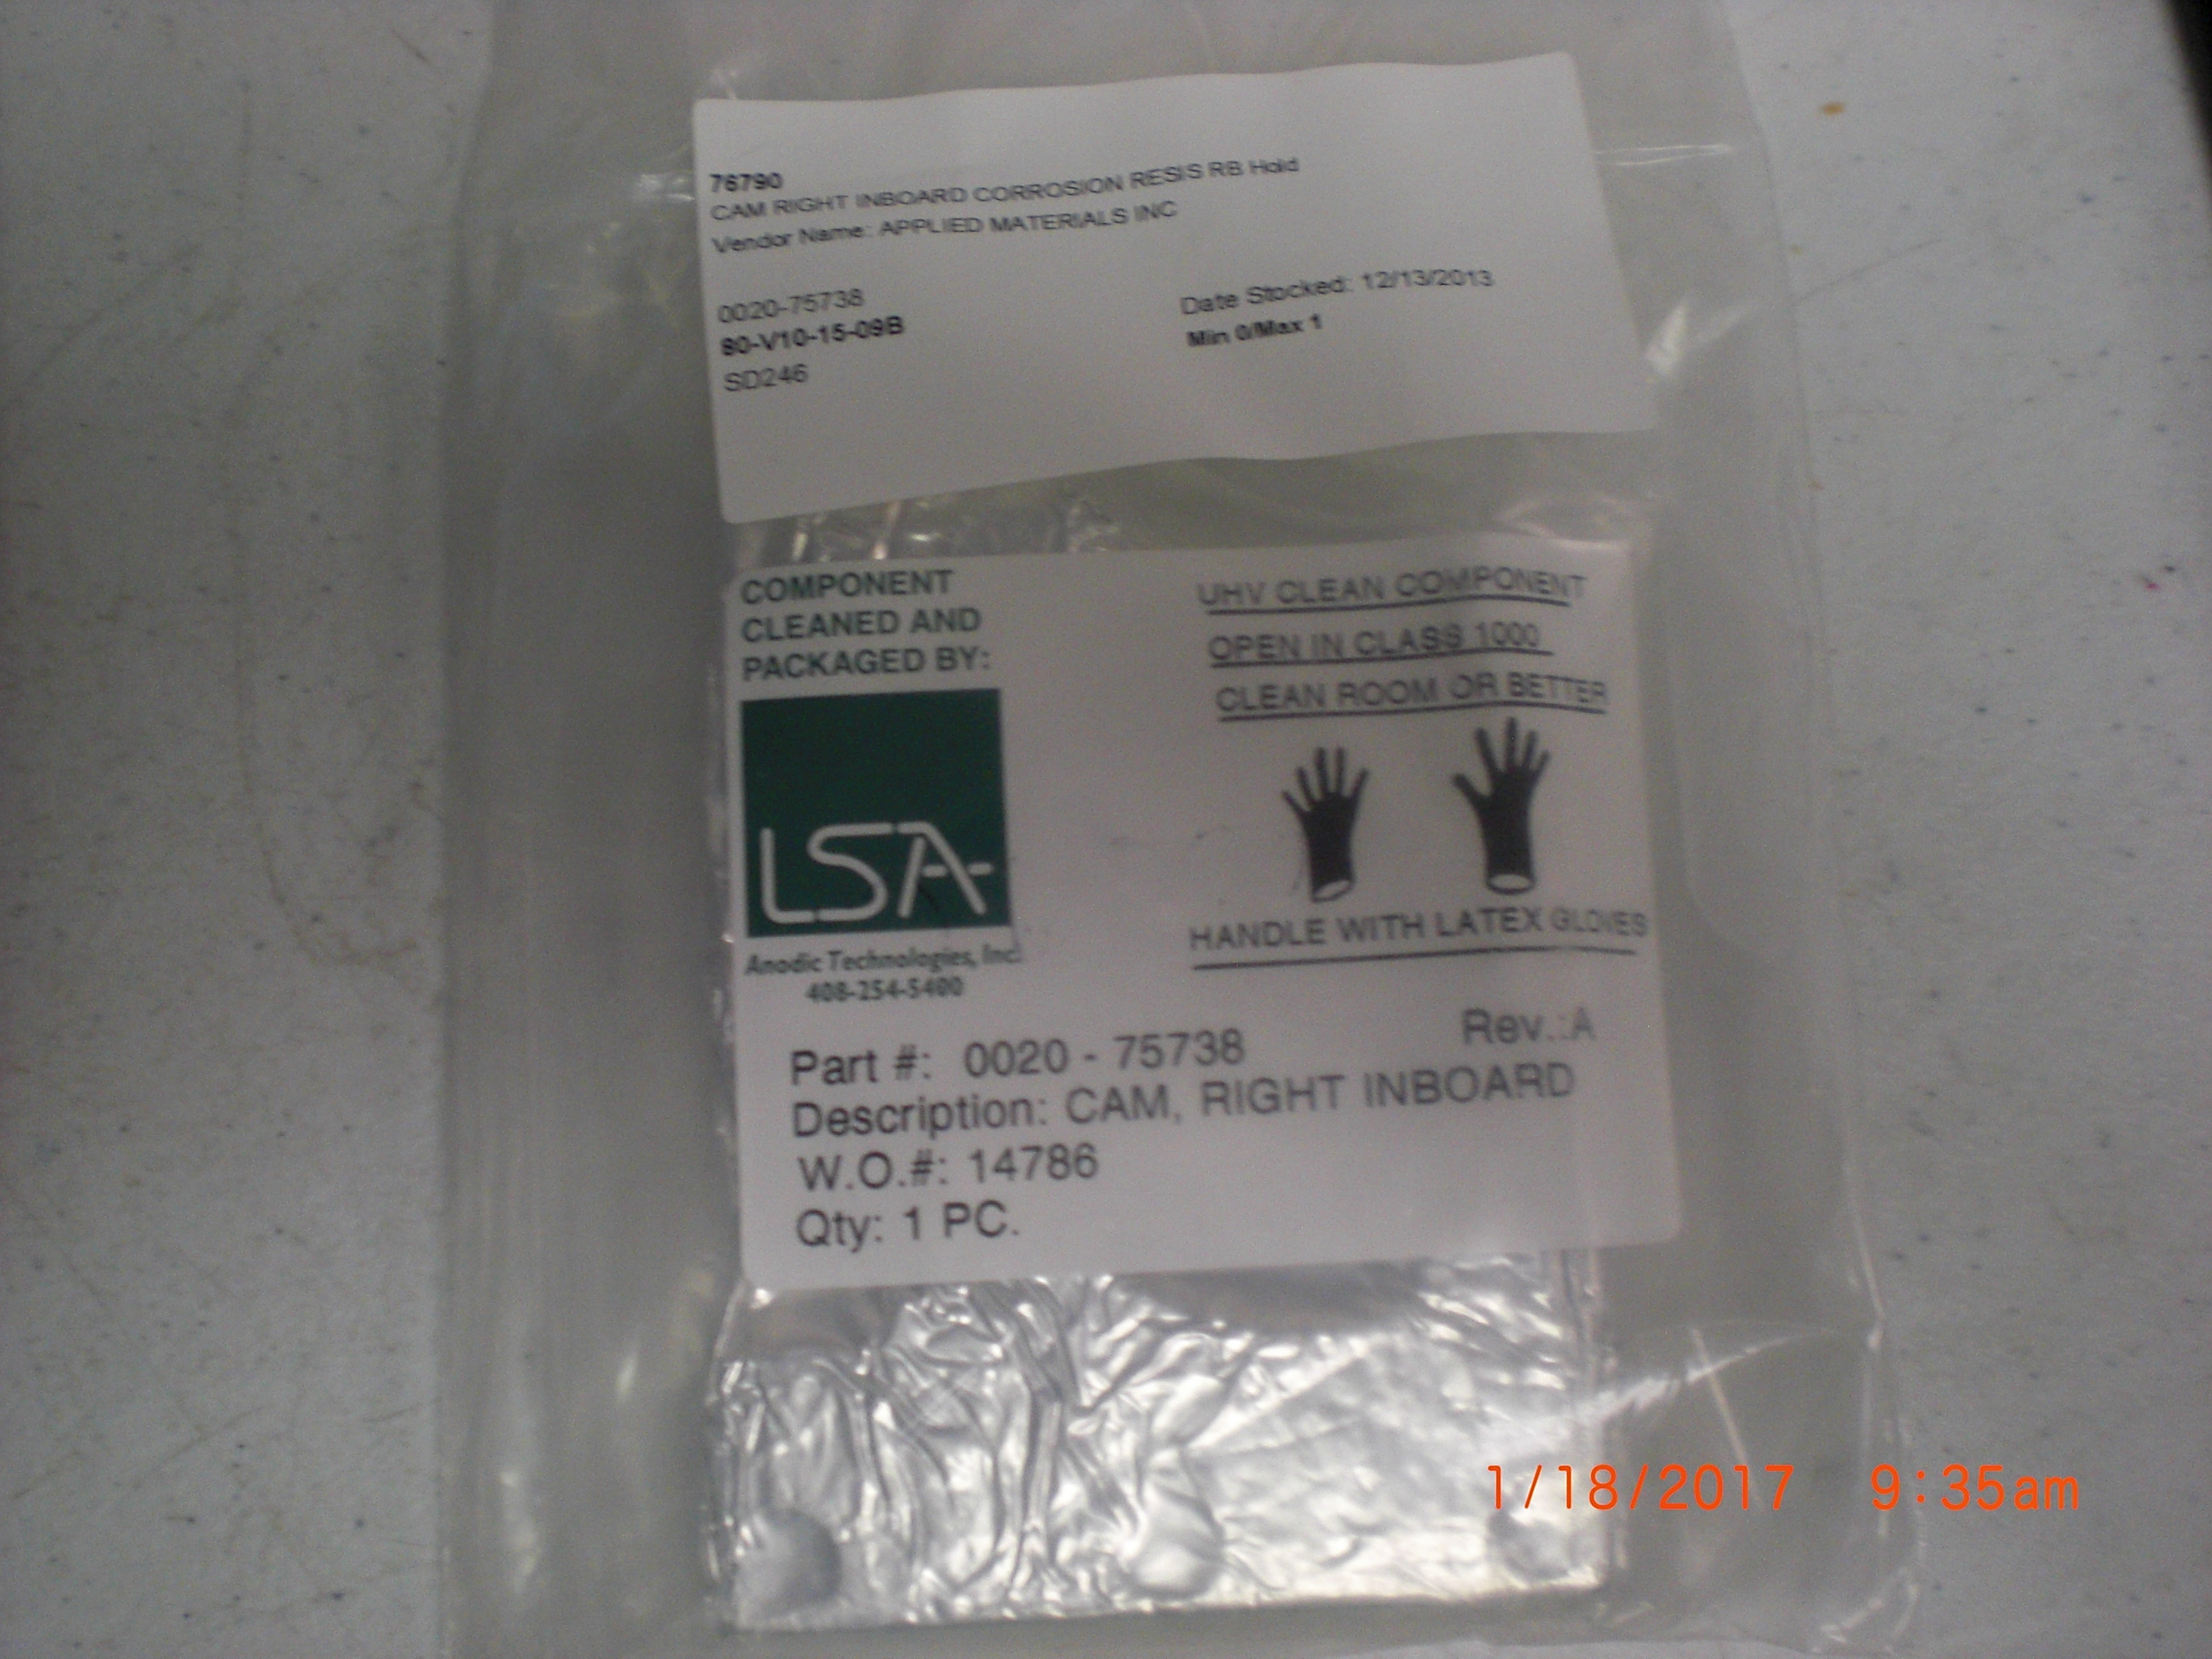 76790
CAM RIGHT INBOARD CORROSION RESIS RB Hold
Vendor Name: APPLIED MATERIALS INC
0020-75738
Date Stocked: 12/13/2013
80-V10-15-09B
Min 0/Max 1
SD246
COMPONENT
CLEANED AND
PACKAGED BY:
LSA
Anodic Technologies, Inc.
408-254-5400
UHV CLEAN COMPONENT
OPEN IN CLASS 1000
CLEAN ROOM OR BETTER
HANDLE WITH LATEX GLOVES
Part #: 0020 - 75738 Rev.:A
Description: CAM, RIGHT INBOARD
W.O.#: 14786
Qty: 1 PC.
1/18/2017 9:35am